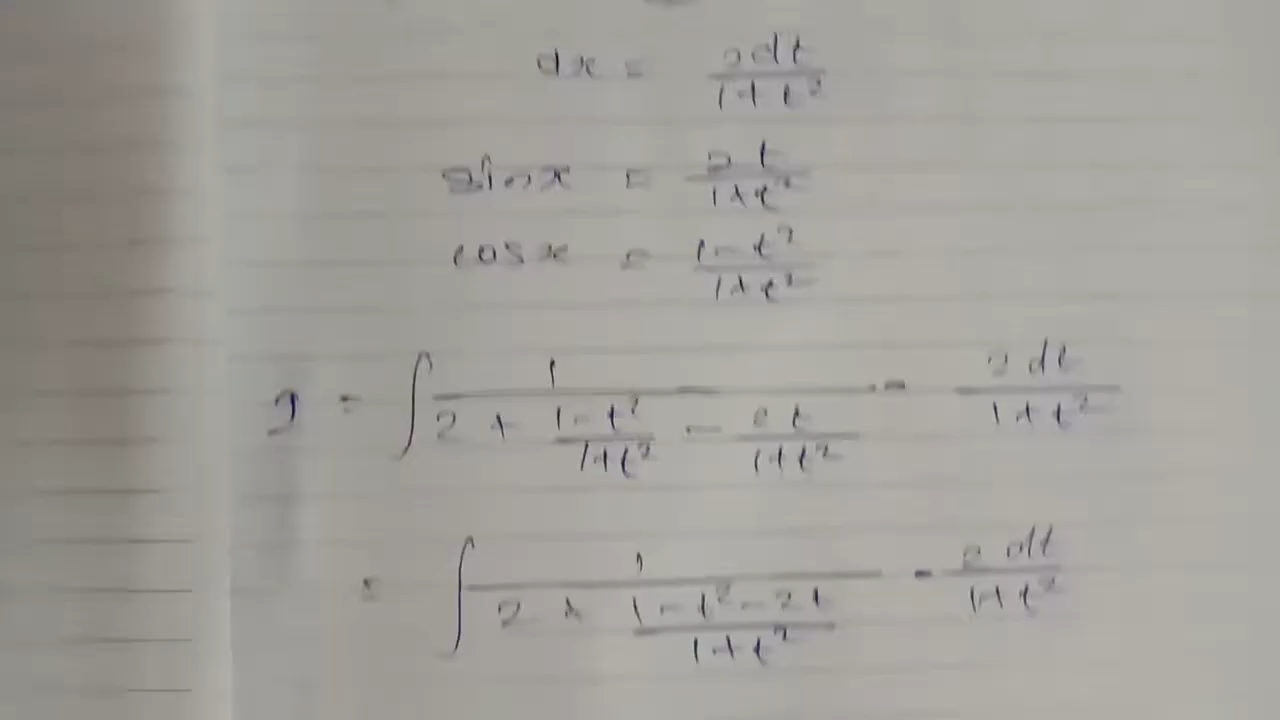 dx = 2dt/1+t²
sinx = 2t/1+t²
cosx = 1-t²/1+t²
I = ∫ 1/(2 + 1-t²/1+t² - 2t/1+t²) · 2dt/1+t²
= ∫ 1/(2 + 1-t²-2t/1+t²) · 2dt/1+t²